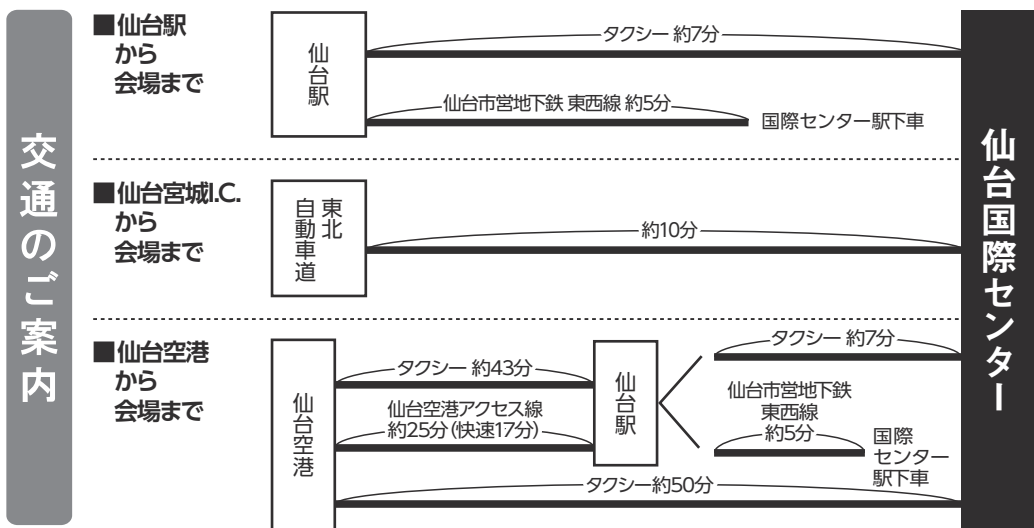 交通のご案内
■仙台駅
から
会場まで
仙台駅
タクシー 約7分
仙台市営地下鉄 東西線 約5分
国際センター駅下車
■仙台宮城I.C.
から
会場まで
東北
自動車道
約10分
■仙台空港
から
会場まで
仙台空港
タクシー 約43分
仙台空港アクセス線
約25分(快速17分)
仙台駅
タクシー 約7分
仙台市営地下鉄
東西線
約5分
国際
センター
駅下車
タクシー約50分
仙台国際センター